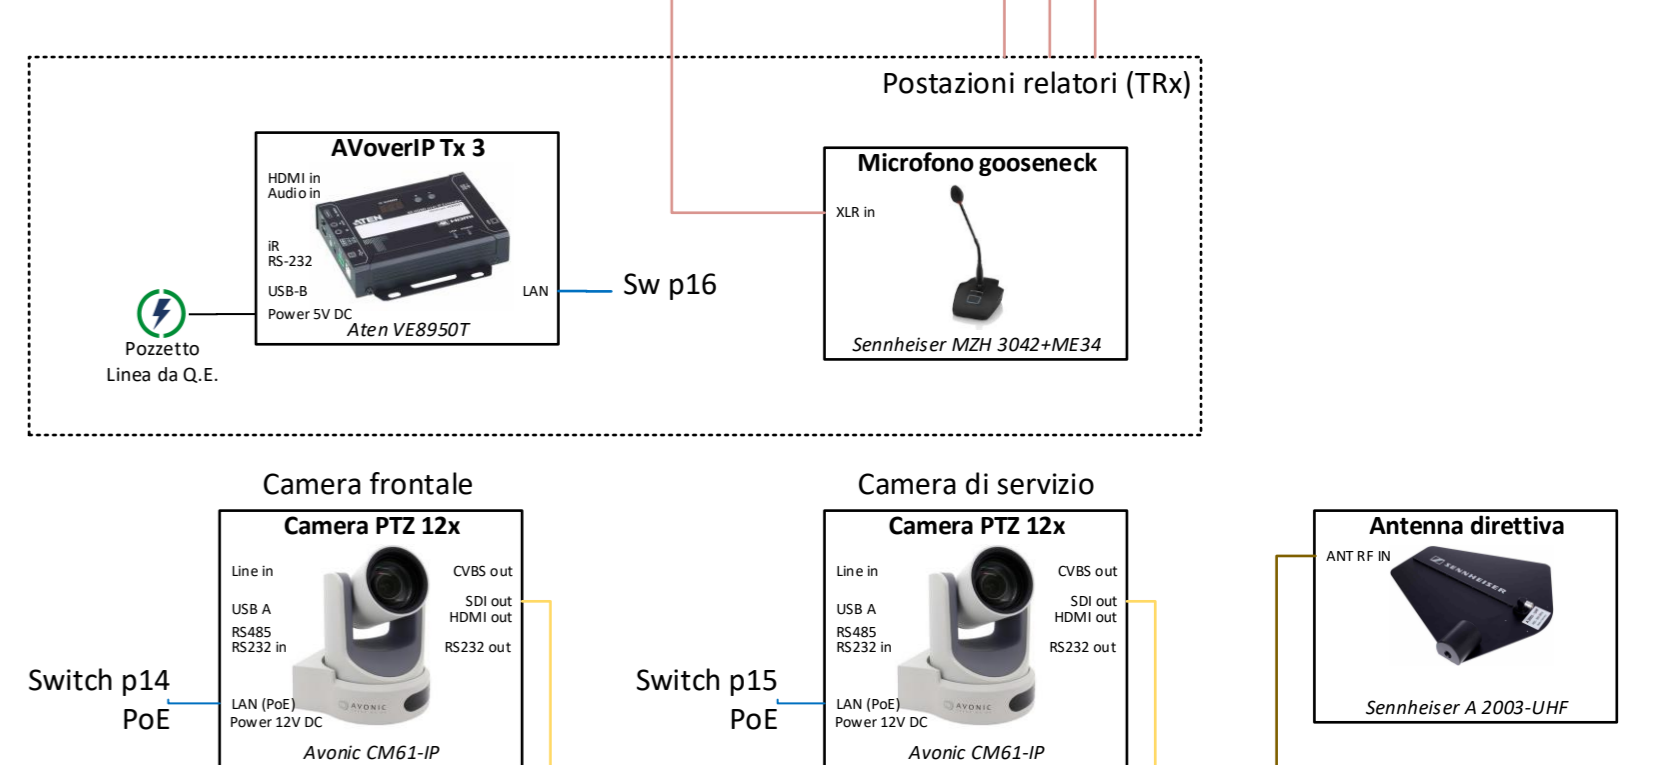 Postazioni relatori (TRx)
AVoverIP Tx 3
HDMI in
Audio in
ATEN
iR
RS-232
USB-B
LAN
Power 5V DC
Aten VE8950T
Sw p16
Pozzetto
Linea da Q.E.
Microfono gooseneck
XLR in
Sennheiser MZH 3042+ME34
Camera frontale
Camera PTZ 12x
Line in
CVBS out
USB A
SDI out
HDMI out
RS485
RS232 in
RS232 out
Switch p14
PoE
LAN (PoE)
Power 12V DC
AVONIC
Avonic CM61-IP
Camera di servizio
Camera PTZ 12x
Line in
CVBS out
USB A
SDI out
HDMI out
RS485
RS232 in
RS232 out
Switch p15
PoE
LAN (PoE)
Power 12V DC
AVONIC
Avonic CM61-IP
Antenna direttiva
ANT RF IN
SENNHEISER
Sennheiser A 2003-UHF